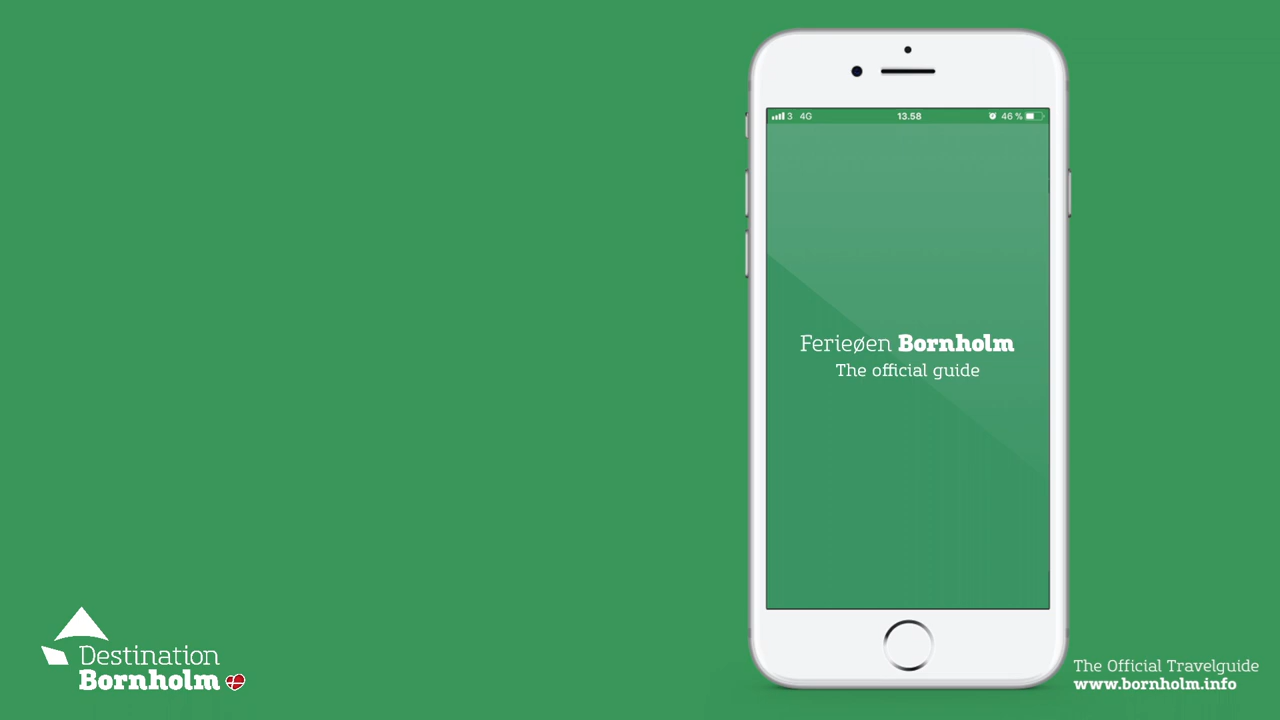 3 4G 13.58 46 %
Ferieøen Bornholm
The official guide
Destination
Bornholm
The Official Travelguide
www.bornholm.info